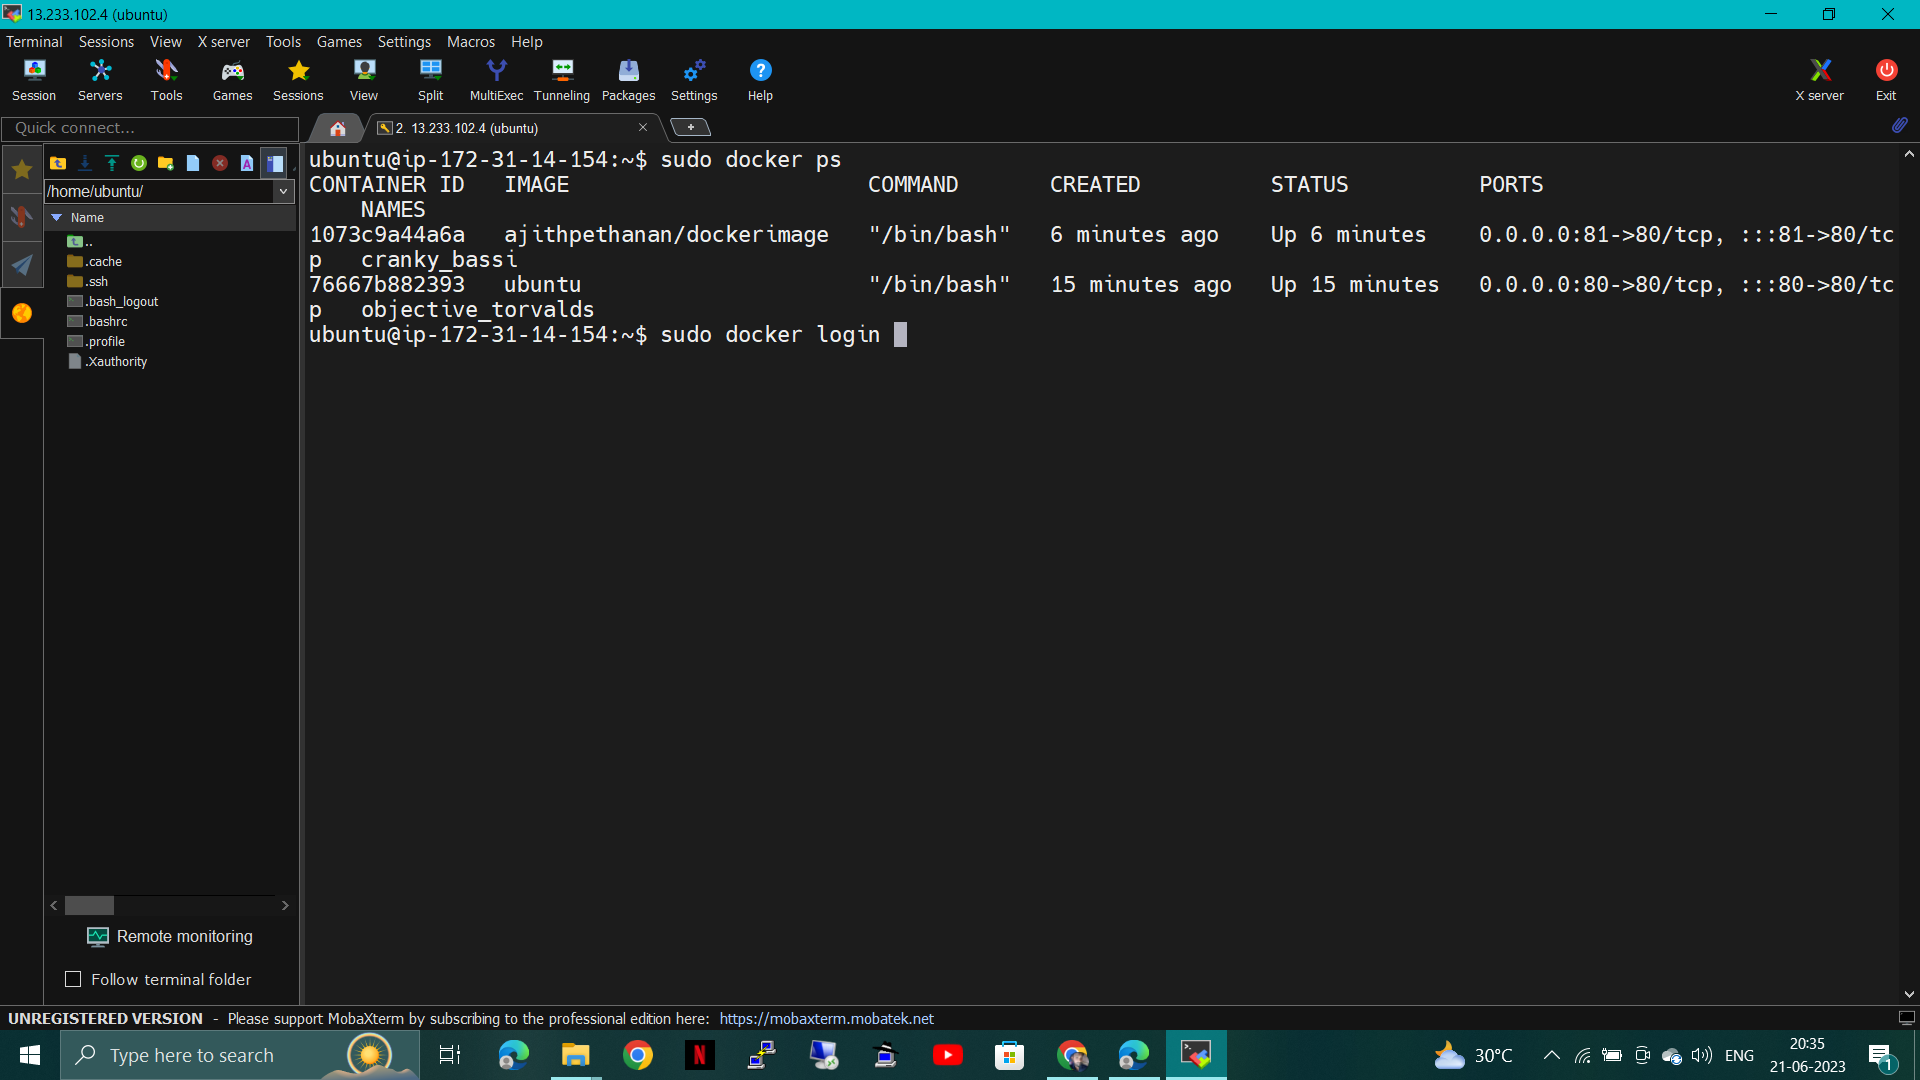 13.233.102.4 (ubuntu)
Terminal Sessions View X server Tools Games Settings Macros Help
Session Servers Tools Games Sessions View Split MultiExec Tunneling Packages Settings Help X server Exit
Quick connect...
2. 13.233.102.4 (ubuntu)
/home/ubuntu/
Name
..
.cache
.ssh
.bash_logout
.bashrc
.profile
.Xauthority
ubuntu@ip-172-31-14-154:~$ sudo docker ps
CONTAINER ID IMAGE COMMAND CREATED STATUS PORTS
NAMES
1073c9a44a6a ajithpethanan/dockerimage "/bin/bash" 6 minutes ago Up 6 minutes 0.0.0.0:81->80/tcp, :::81->80/tc
p cranky_bassi
76667b882393 ubuntu "/bin/bash" 15 minutes ago Up 15 minutes 0.0.0.0:80->80/tcp, :::80->80/tc
p objective_torvalds
ubuntu@ip-172-31-14-154:~$ sudo docker login
Remote monitoring
Follow terminal folder
UNREGISTERED VERSION - Please support MobaXterm by subscribing to the professional edition here: https://mobaxterm.mobatek.net
Type here to search
30°C
ENG
20:35
21-06-2023
1